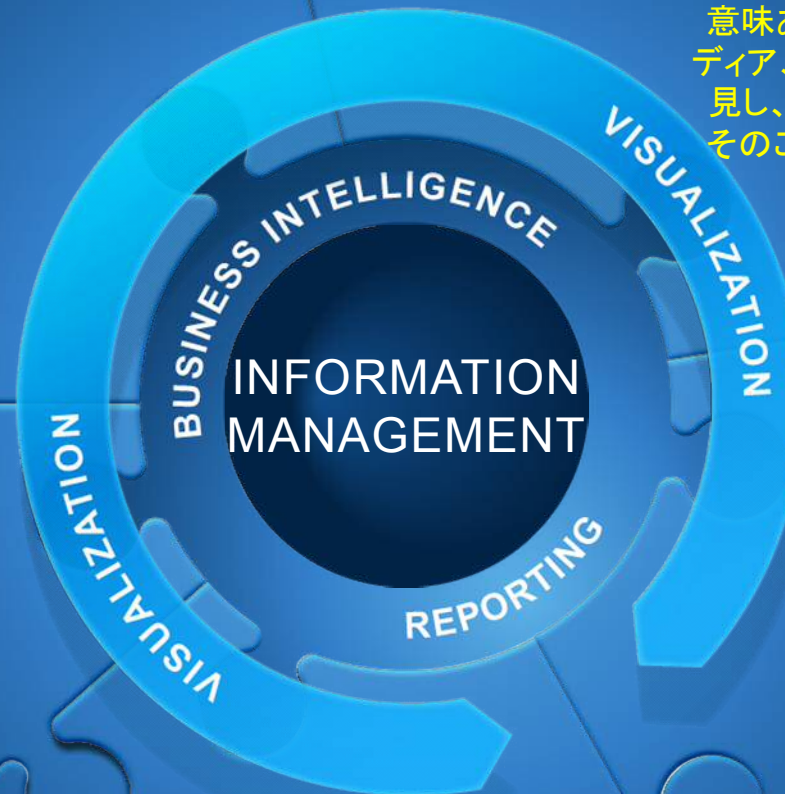 意味あ
ディア、
見し、
そのこ
VISUALIZATION
BUSINESS INTELLIGENCE
INFORMATION
MANAGEMENT
VISUALIZATION
REPORTING